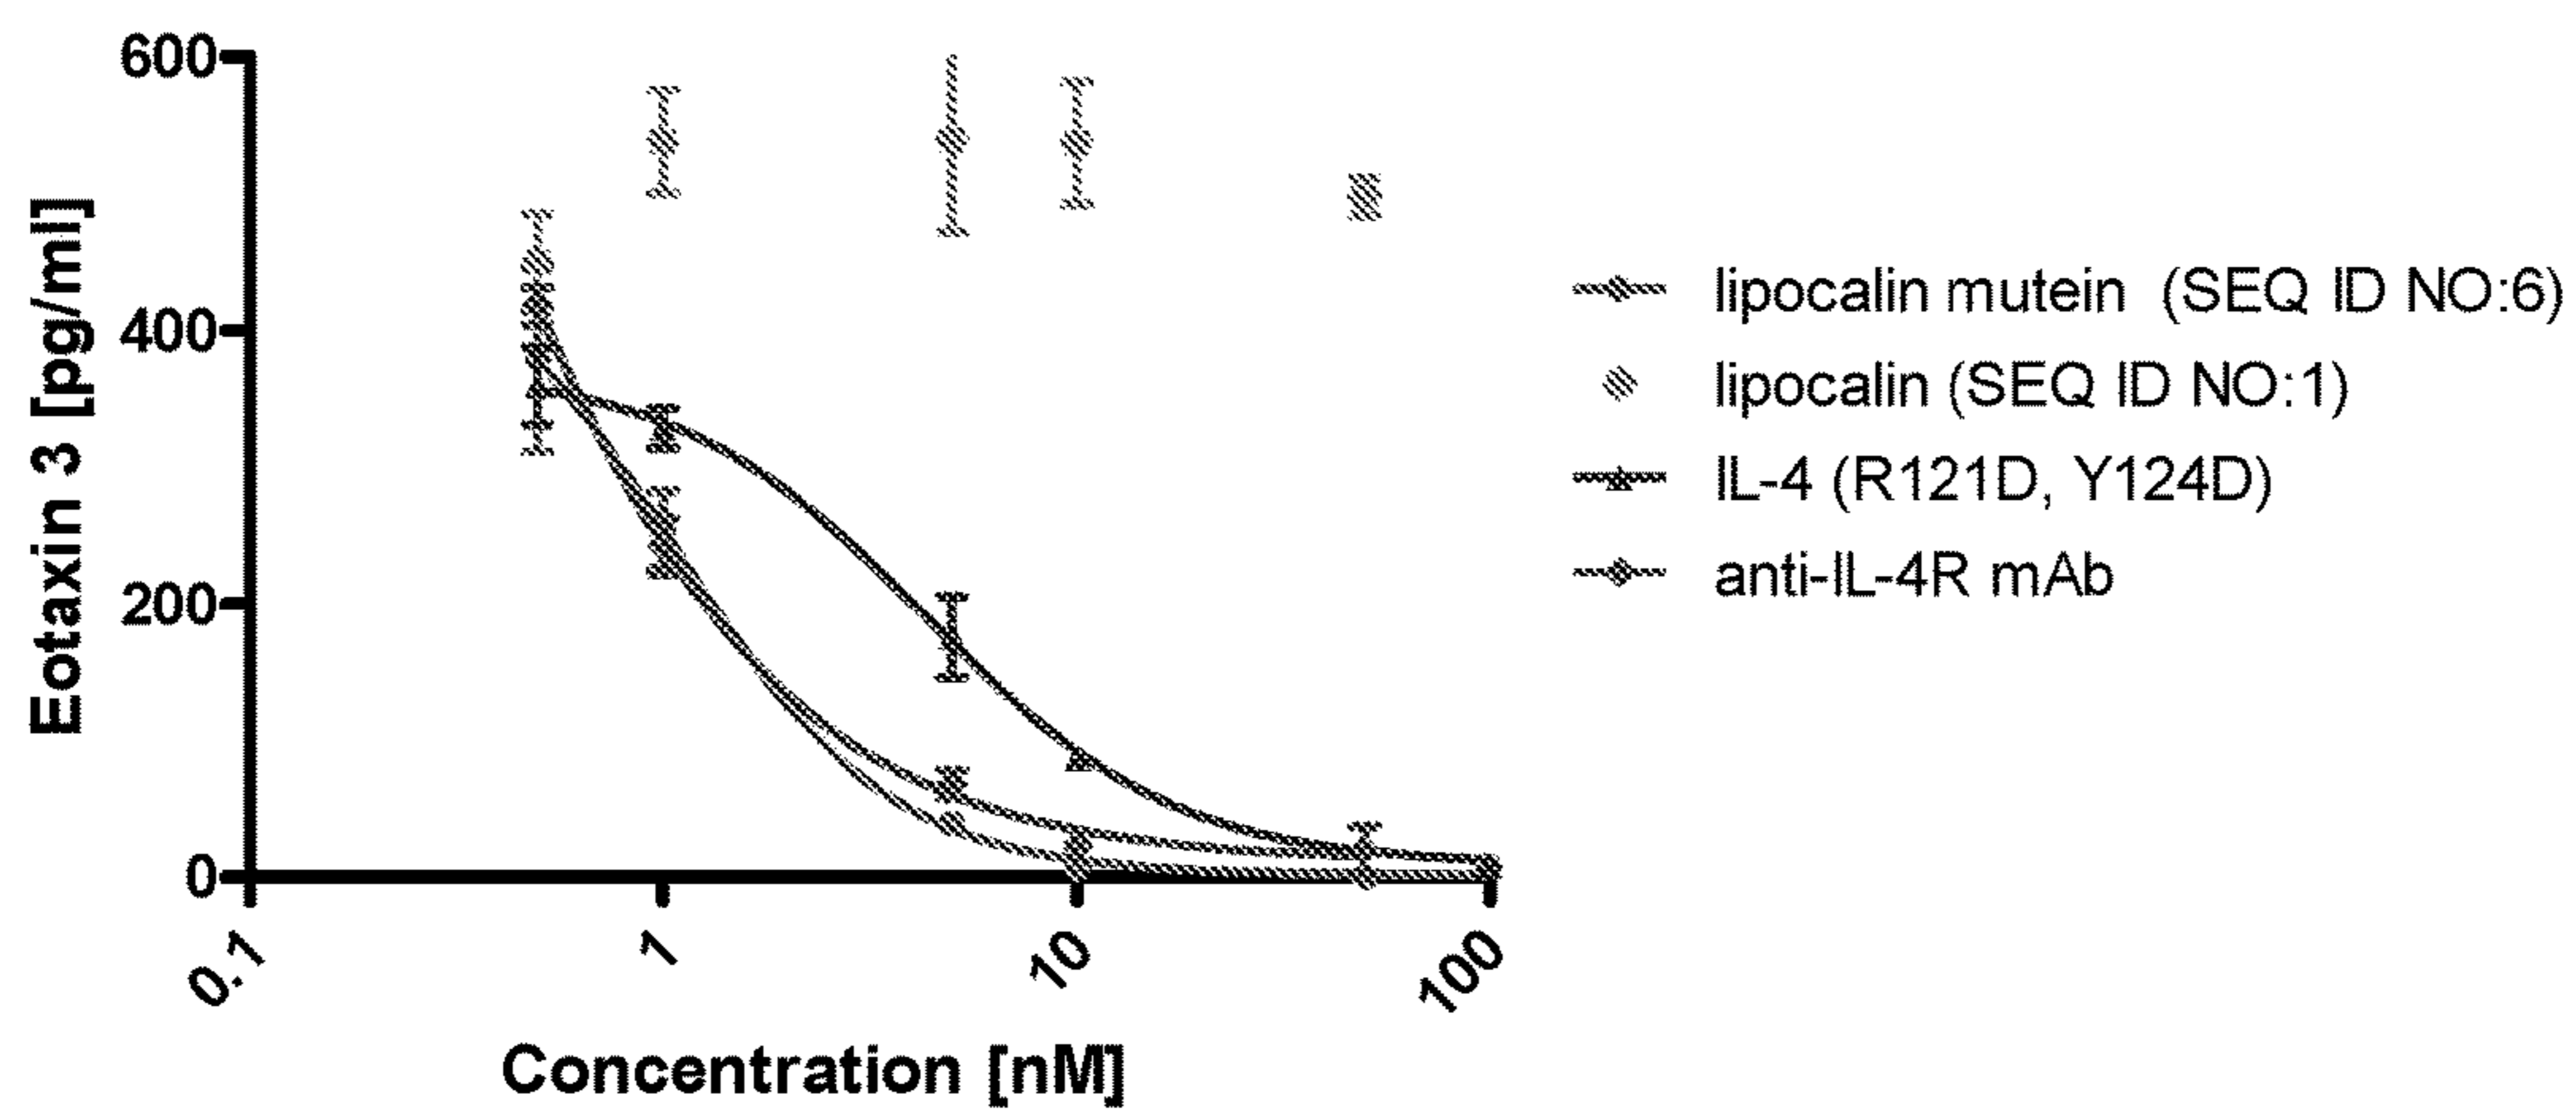 600
400
200
0
Eotaxin 3 [pg/ml]
0.1
1
10
100
Concentration [nM]
lipocalin mutein (SEQ ID NO:6)
lipocalin (SEQ ID NO:1)
IL-4 (R121D, Y124D)
anti-IL-4R mAb